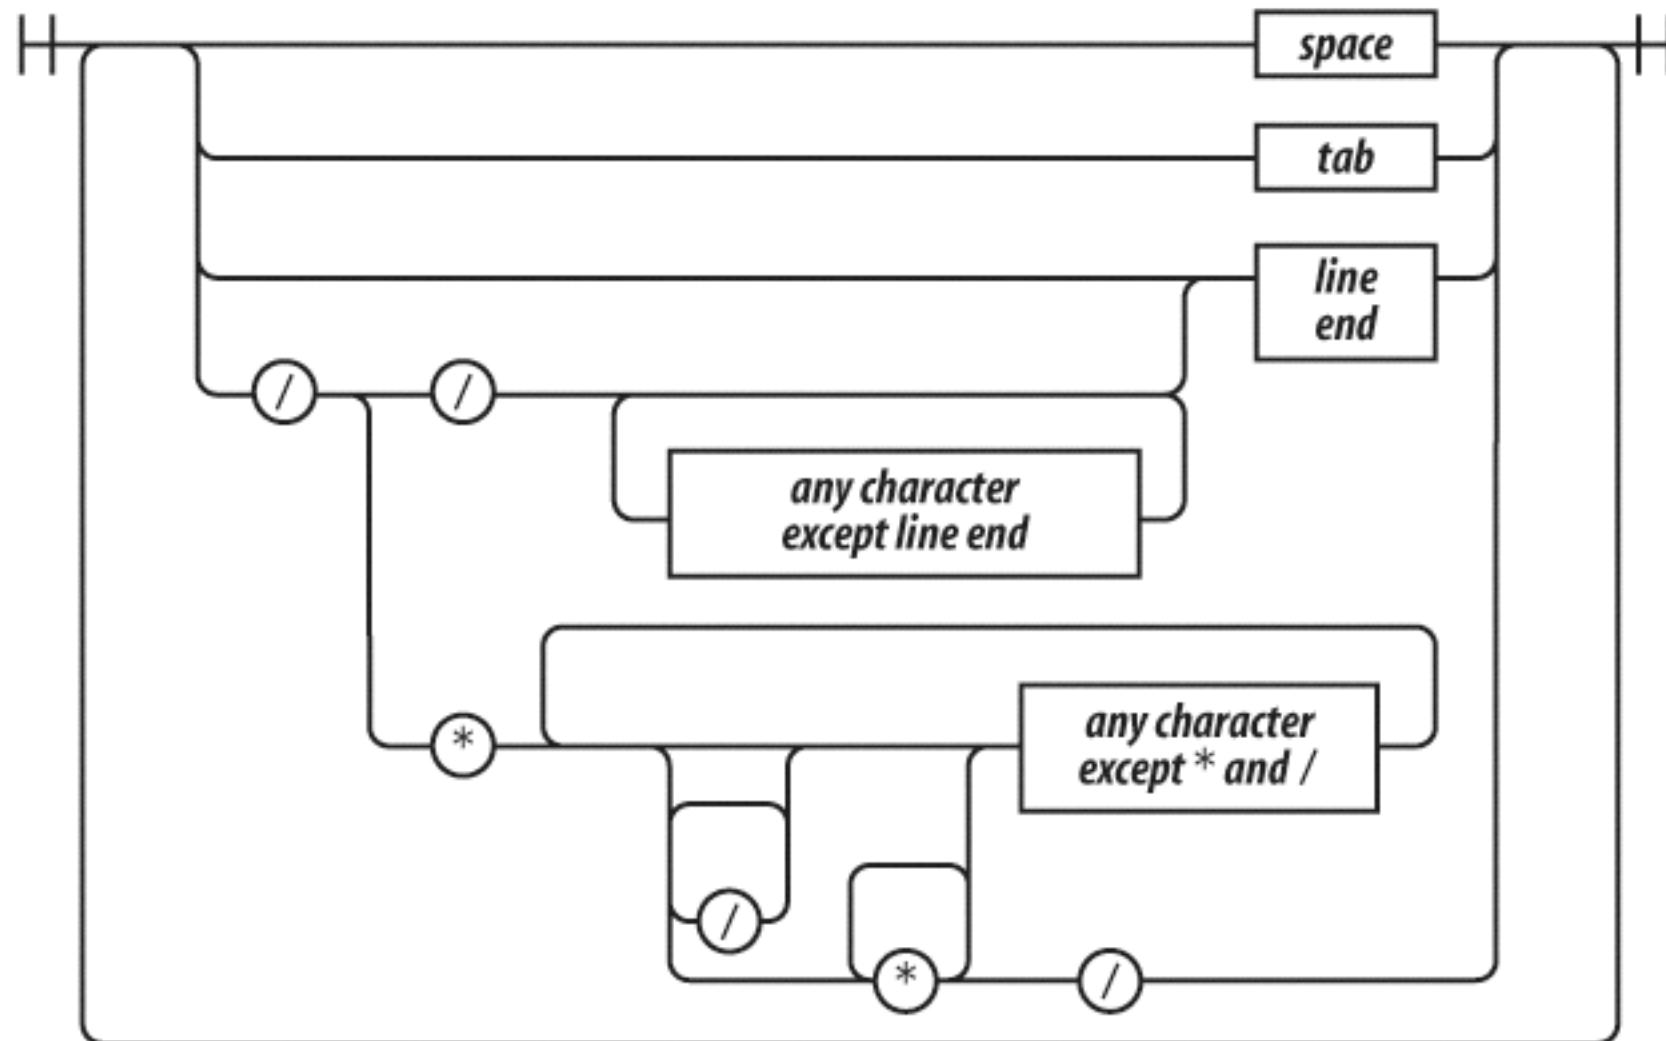 space
tab
line
end
/ /
any character
except line end
*
any character
except * and /
/
* /